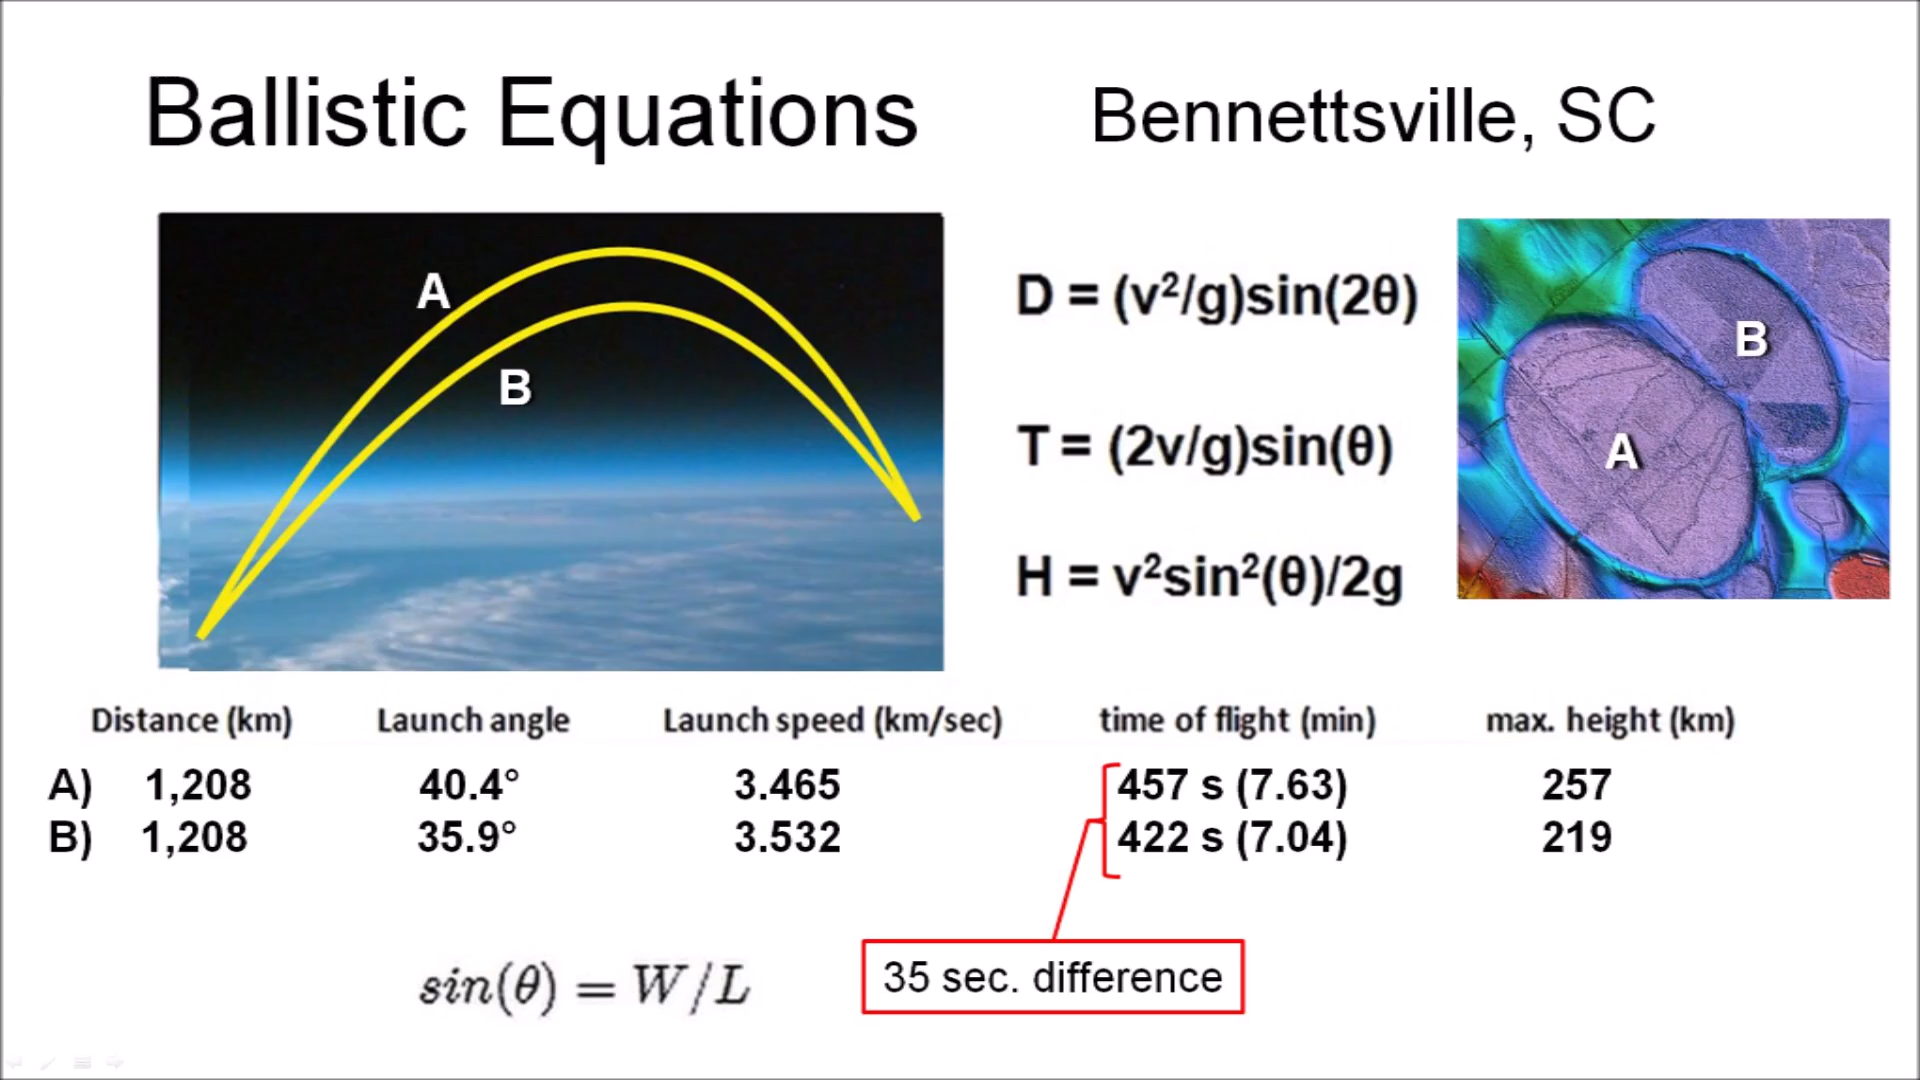 Ballistic Equations
Bennettsville, SC
A
B
D = (v²/g)sin(2θ)
T = (2v/g)sin(θ)
H = v²sin²(θ)/2g
B
A
Distance (km) Launch angle Launch speed (km/sec) time of flight (min) max. height (km)
A) 1,208 40.4° 3.465 457 s (7.63) 257
B) 1,208 35.9° 3.532 422 s (7.04) 219
sin(θ) = W/L
35 sec. difference